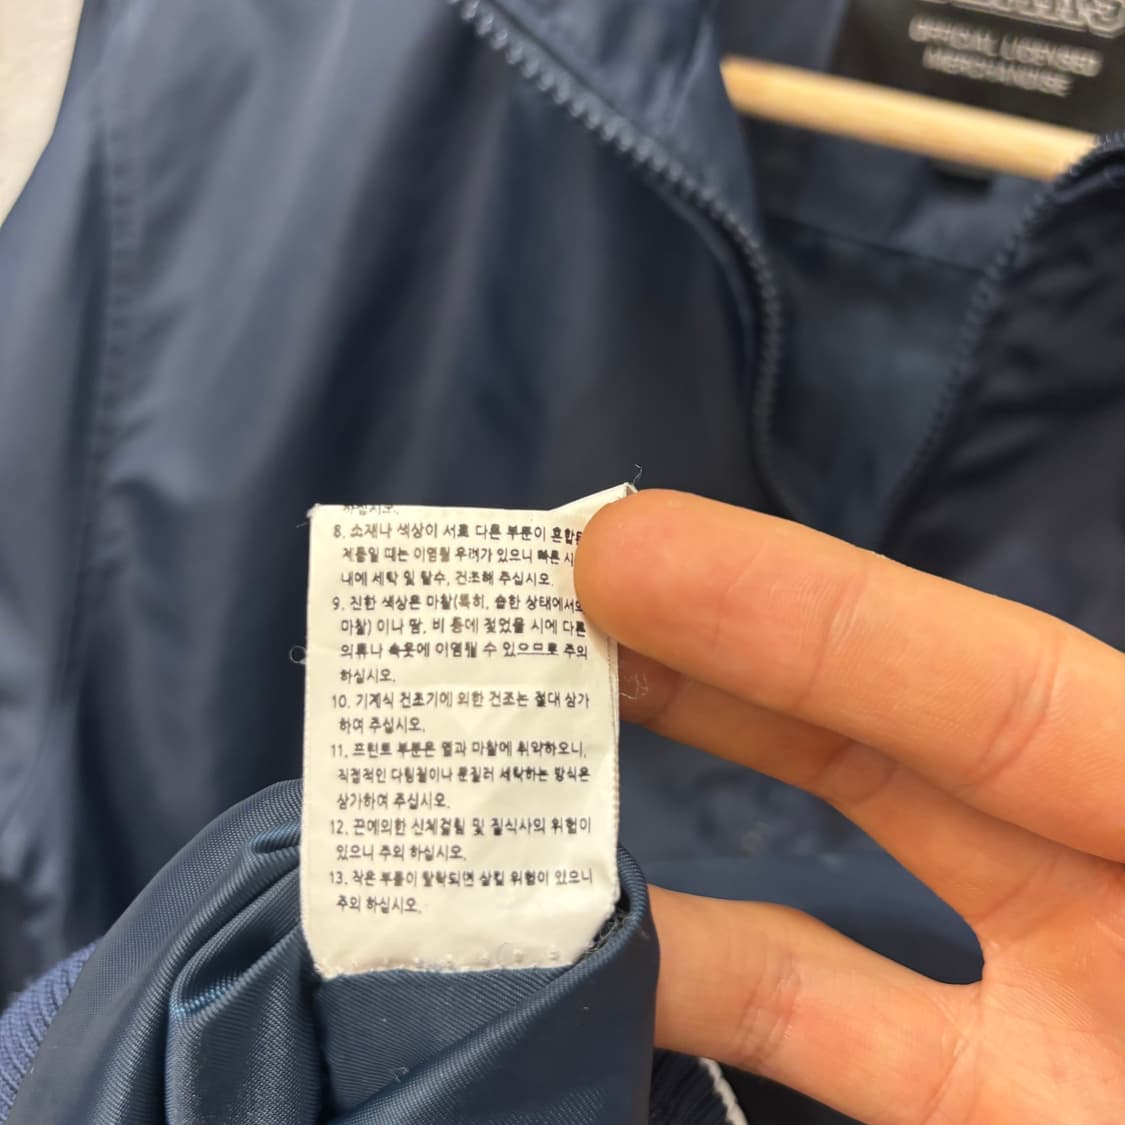 OFFICIAL LICENSED
MERCHANDISE
하십시오.
8. 소재나 색상이 서로 다른 부분이 혼합된
제품일 때는 이염될 우려가 있으니 빠른 시
내에 세탁 및 탈수, 건조해 주십시오.
9. 진한 색상은 마찰(특히, 습한 상태에서의
마찰) 이나 땀, 비 등에 젖었을 시에 다른
의류나 속옷에 이염될 수 있으므로 주의
하십시오.
10. 기계식 건조기에 의한 건조는 절대 삼가
하여 주십시오.
11. 프린트 부분은 열과 마찰에 취약하오니,
직접적인 다림질이나 문질러 세탁하는 방식은
삼가하여 주십시오.
12. 끈에의한 신체걸림 및 질식사의 위험이
있으니 주의 하십시오.
13. 작은 부품이 탈락되면 삼킬 위험이 있으니
주의 하십시오.